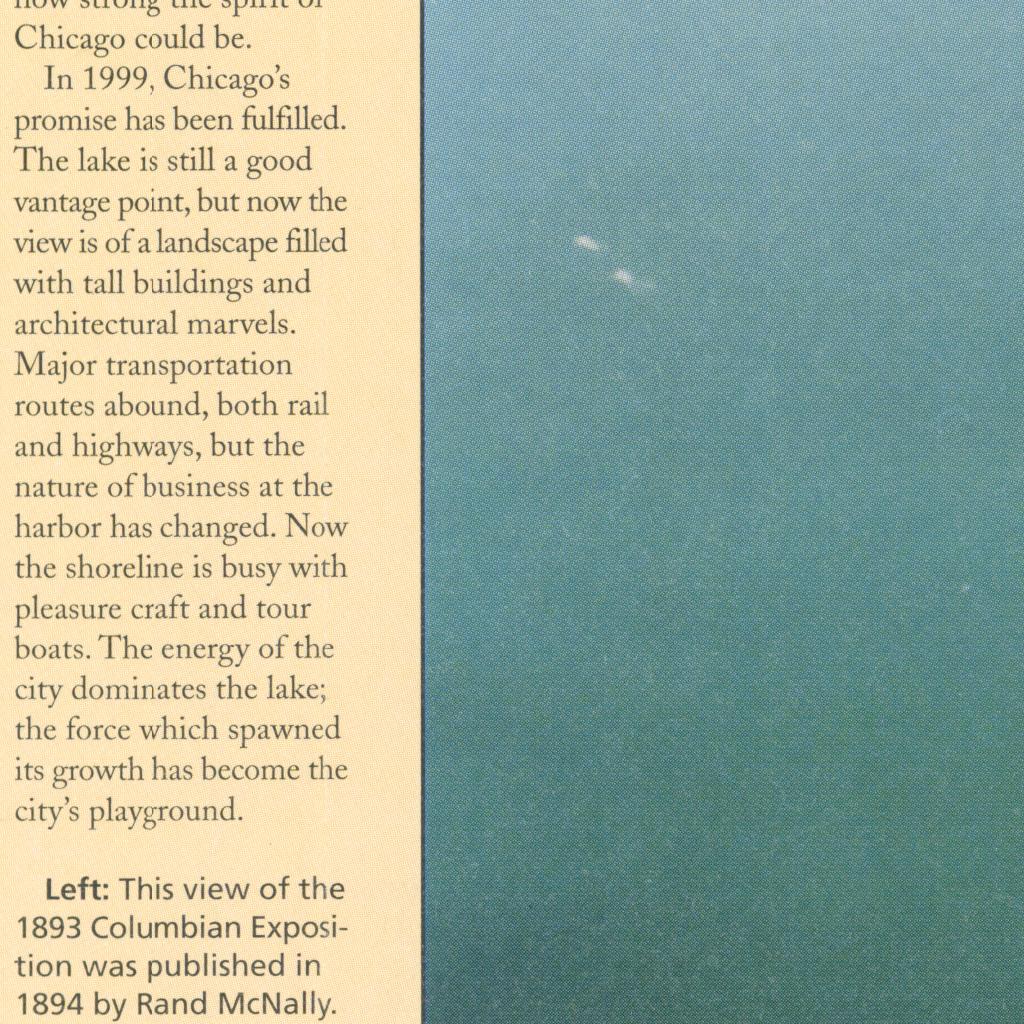 how strong the spirit of
Chicago could be.
In 1999, Chicago's
promise has been fulfilled.
The lake is still a good
vantage point, but now the
view is of a landscape filled
with tall buildings and
architectural marvels.
Major transportation
routes abound, both rail
and highways, but the
nature of business at the
harbor has changed. Now
the shoreline is busy with
pleasure craft and tour
boats. The energy of the
city dominates the lake;
the force which spawned
its growth has become the
city's playground.
Left: This view of the
1893 Columbian Exposi-
tion was published in
1894 by Rand McNally.